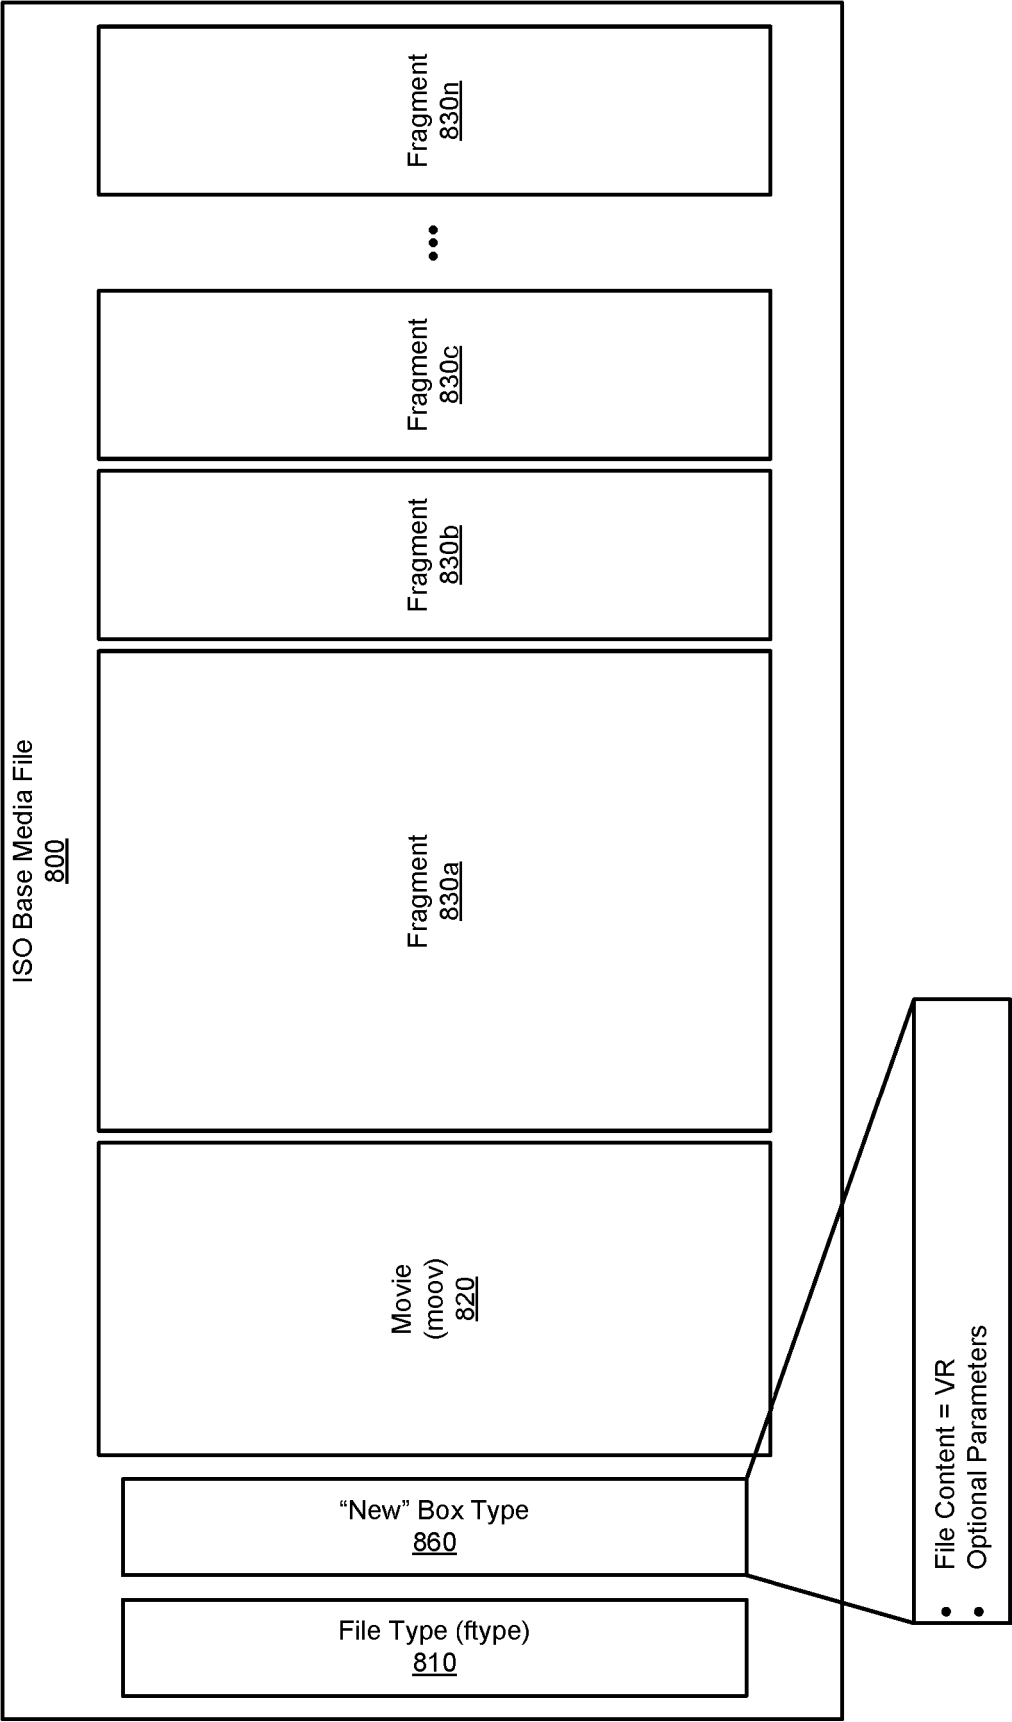 ISO Base Media File
800
File Type (ftype)
810
“New” Box Type
860
Movie
(moov)
820
Fragment
830a
Fragment
830b
Fragment
830c
•••
Fragment
830n
• File Content = VR
• Optional Parameters